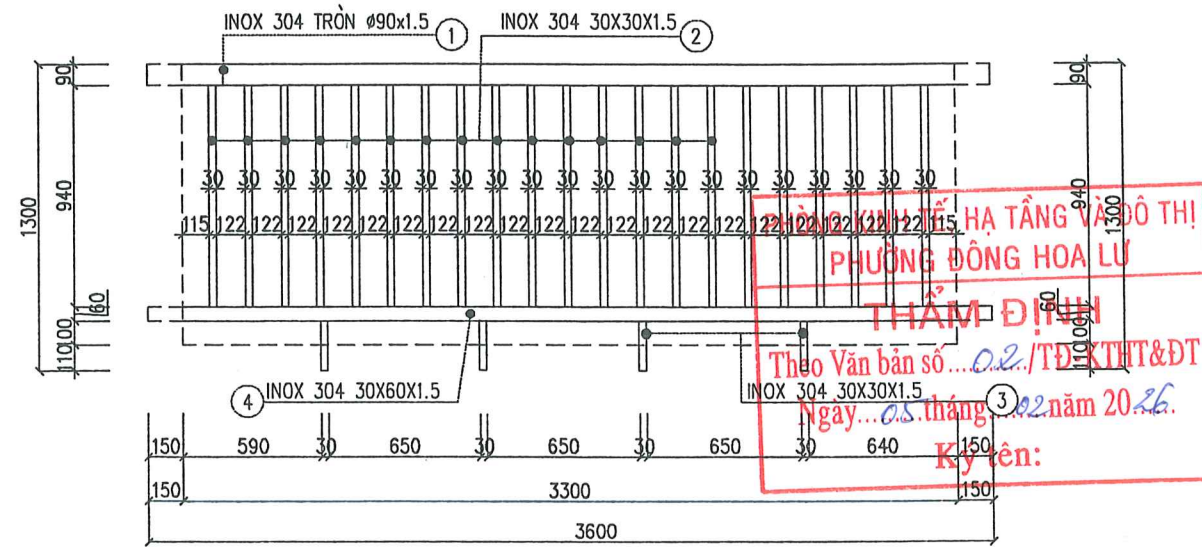 INOX 304 TRÒN Ø90x1.5
1
INOX 304 30X30X1.5
2
90
90
1300
940
940
1300
30 30 30 30 30 30 30 30 30 30 30 30 30 30 30 30 30 30 30 30 30
115 122 122 122 122 122 122 122 122 122 122 122 122 122 122 122 122 122 122 122 122 115
PHÒNG KINH TẾ, HẠ TẦNG VÀ ĐÔ THỊ
PHƯỜNG ĐÔNG HOA LƯ
60
60
THẨM ĐỊNH
100
100
110
110
Theo Văn bản số....02../TĐ-KTHT&ĐT
4
INOX 304 30X60X1.5
INOX 304 30X30X1.5
3
Ngày...05.tháng...02năm 2026...
150 590 30 650 30 650 30 650 30 640 150
Ký tên:
150 3300 150
3600